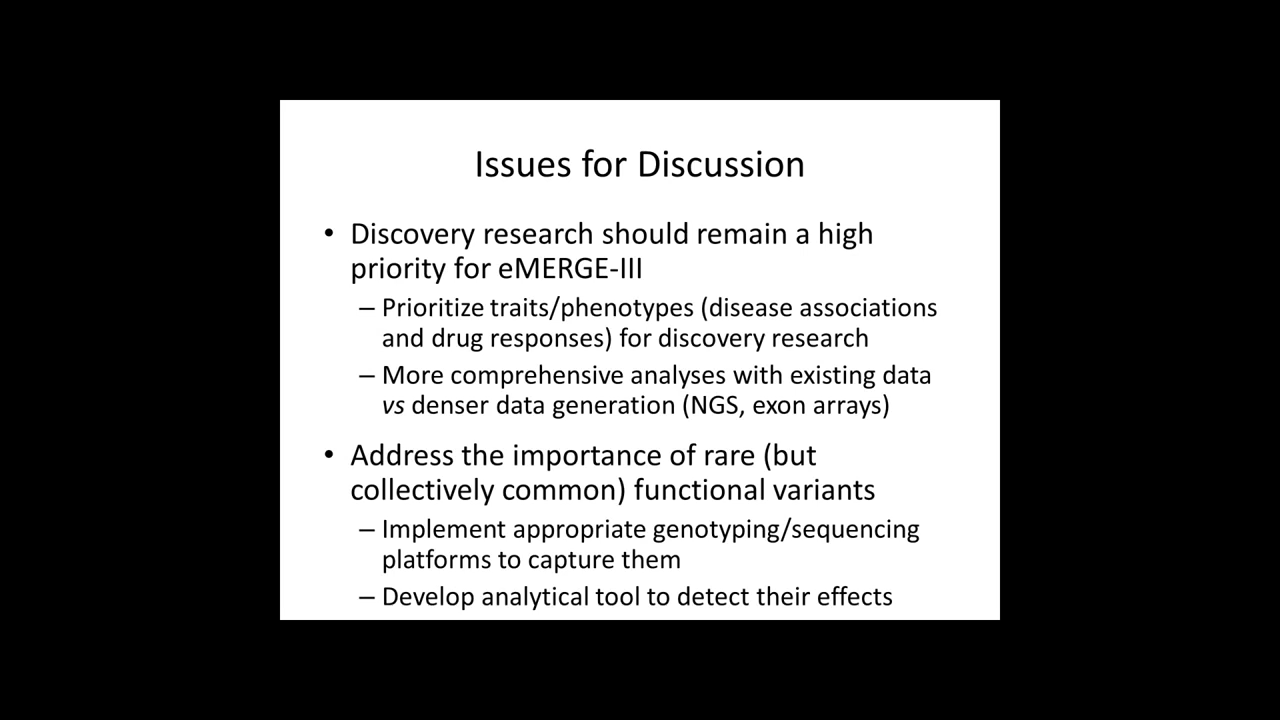 Issues for Discussion
• Discovery research should remain a high
priority for eMERGE-III
– Prioritize traits/phenotypes (disease associations
and drug responses) for discovery research
– More comprehensive analyses with existing data
vs denser data generation (NGS, exon arrays)
• Address the importance of rare (but
collectively common) functional variants
– Implement appropriate genotyping/sequencing
platforms to capture them
– Develop analytical tool to detect their effects